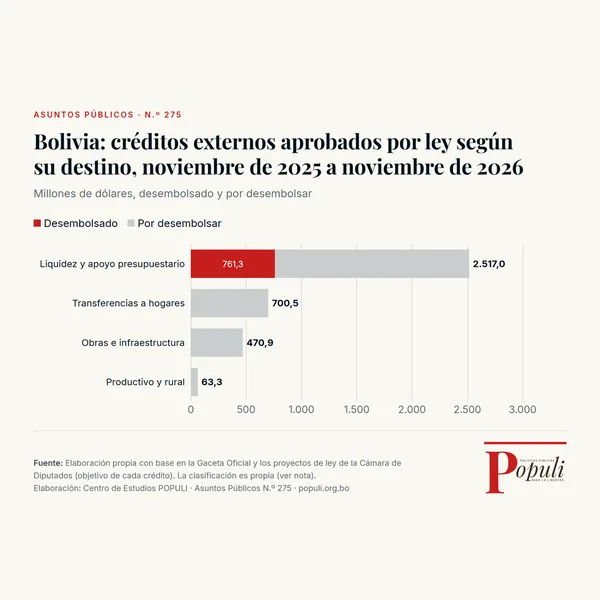 ASUNTOS PÚBLICOS · N.º 275
Bolivia: créditos externos aprobados por ley según
su destino, noviembre de 2025 a noviembre de 2026
Millones de dólares, desembolsado y por desembolsar
Desembolsado Por desembolsar
Liquidez y apoyo presupuestario 761,3 2.517,0
Transferencias a hogares 700,5
Obras e infraestructura 470,9
Productivo y rural 63,3
0 500 1.000 1.500 2.000 2.500 3.000
Fuente: Elaboración propia con base en la Gaceta Oficial y los proyectos de ley de la Cámara de
Diputados (objetivo de cada crédito). La clasificación es propia (ver nota).
Elaboración: Centro de Estudios POPULI · Asuntos Públicos N.º 275 · populi.org.bo
POLÍTICAS PÚBLICAS
Populi
PARA LA LIBERTAD